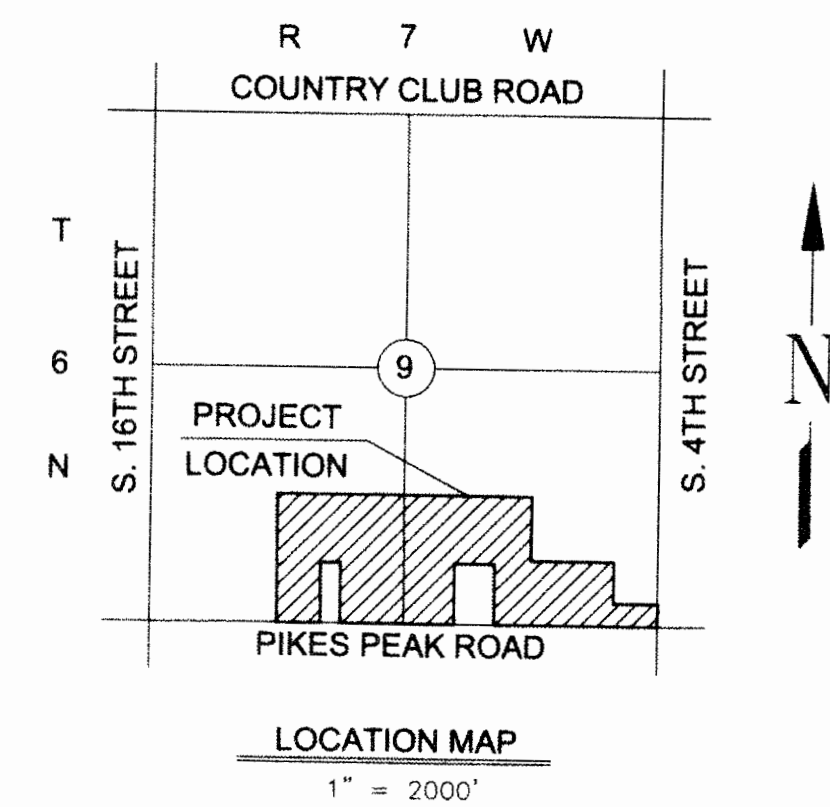 R 7 W
COUNTRY CLUB ROAD
T
6
N
S. 16TH STREET
S. 4TH STREET
N
9
PROJECT
LOCATION
PIKES PEAK ROAD
LOCATION MAP
1" = 2000'